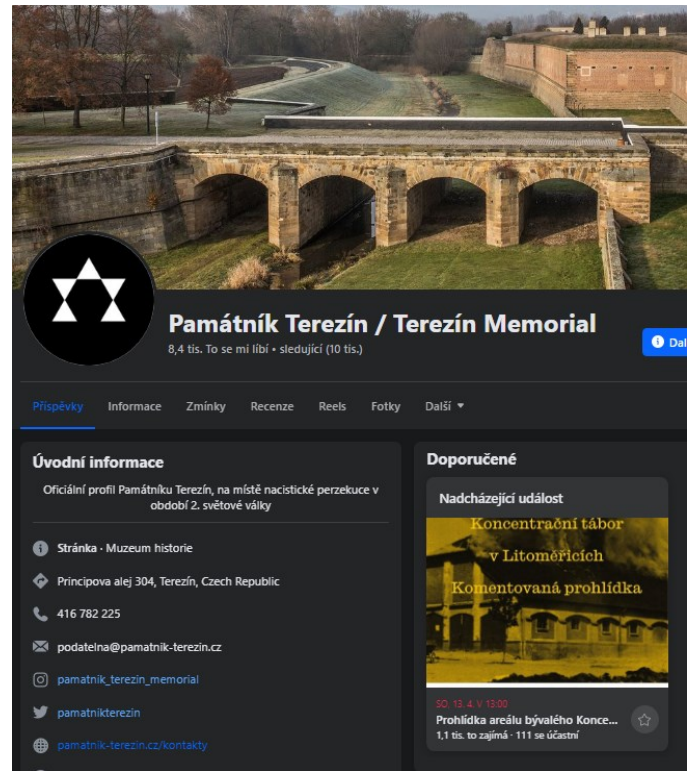 Památník Terezín / Terezín Memorial
8,4 tis. To se mi líbí • sledující (10 tis.)
Dal
Příspěvky Informace Zmínky Recenze Reels Fotky Další
Úvodní informace
Oficiální profil Památníku Terezín, na místě nacistické perzekuce v
období 2. světové války
Stránka · Muzeum historie
Principova alej 304, Terezín, Czech Republic
416 782 225
podatelna@pamatnik-terezin.cz
pamatnik_terezin_memorial
pamatnikterezin
pamatnik-terezin.cz/kontakty
Doporučené
Nadcházející událost
Koncentrační tábor
v Litoměřicích
Komentovaná prohlídka
SO, 13. 4. V 13:00
Prohlídka areálu bývalého Konce...
1,1 tis. to zajímá · 111 se účastní